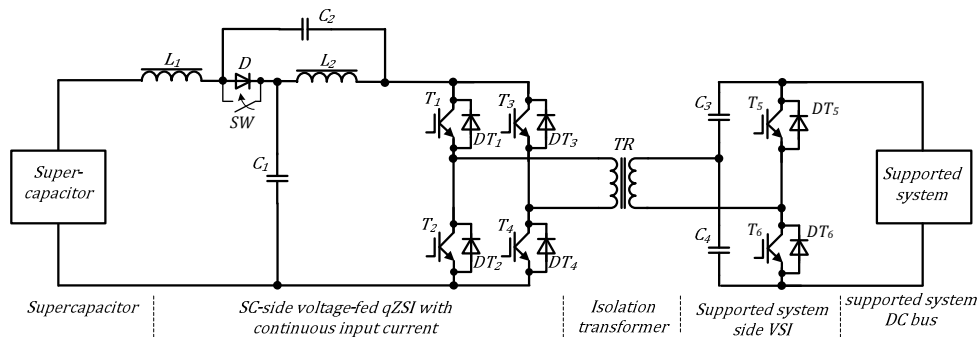 C2
L1
D
L2
SW
C1
T1
T3
DT1
DT3
T2
T4
DT2
DT4
TR
C3
C4
T5
DT5
T6
DT6
Super-
capacitor
Supported
system
Supercapacitor
SC-side voltage-fed qZSI with
continuous input current
Isolation
transformer
Supported system
side VSI
supported system
DC bus